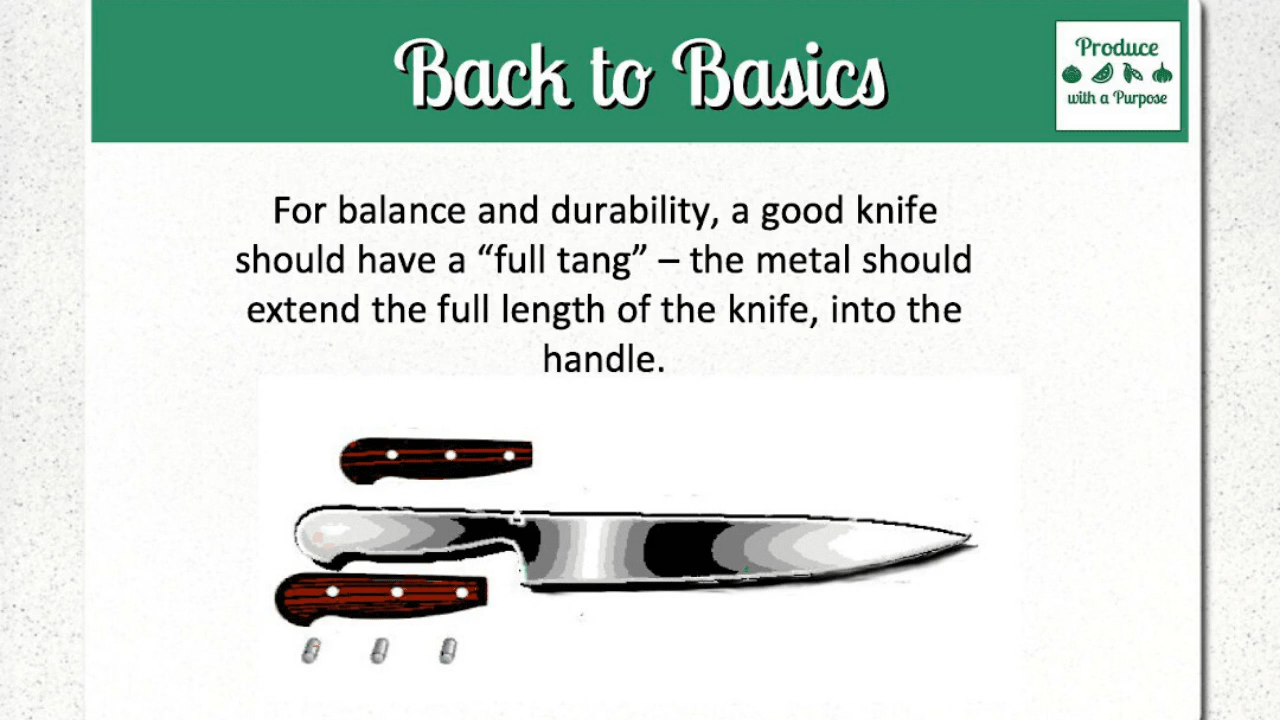 Back to Basics
Produce
with a Purpose
For balance and durability, a good knife
should have a “full tang” – the metal should
extend the full length of the knife, into the
handle.